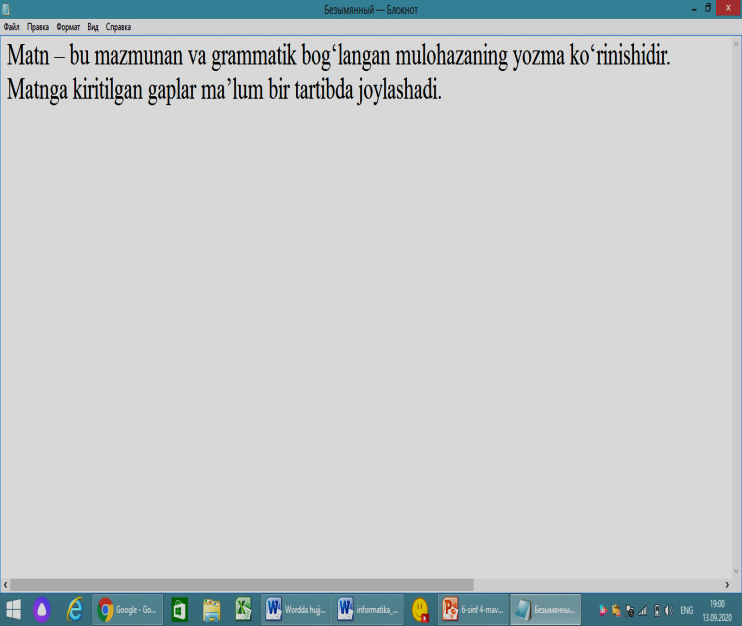 Безымянный — Блокнот
Файл Правка Формат Вид Справка
Matn – bu mazmunan va grammatik bog‘langan mulohazaning yozma ko‘rinishidir.
Matnga kiritilgan gaplar ma’lum bir tartibda joylashadi.
Google - Go... Wordda hujj... informatika_... 6-sinf 4-mav... Безымянны... ENG 19:00
13.09.2020